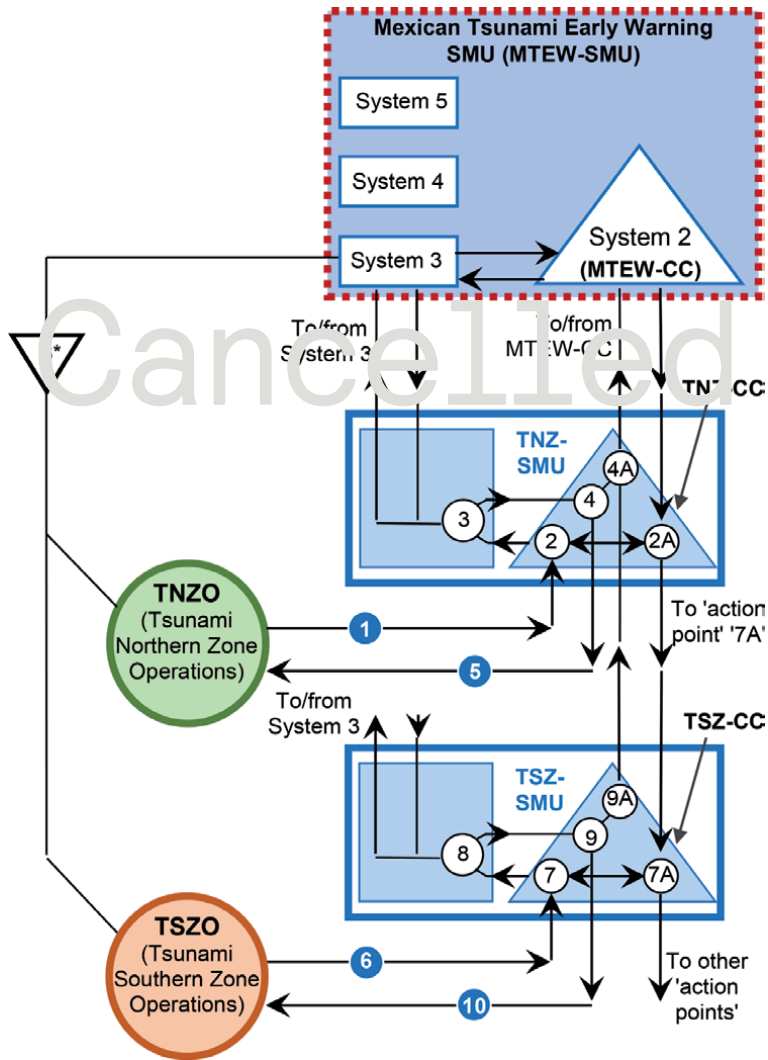 Mexican Tsunami Early Warning
SMU (MTEW-SMU)
System 5
System 4
System 3
System 2
(MTEW-CC)
To/from
System 3
To/from
MTEW-CC
Cancelled
*
TNZ-CC
TNZ-
SMU
4A
4
3
2
2A
TNZO
(Tsunami
Northern Zone
Operations)
1
5
To 'action
point' '7A'
To/from
System 3
TSZ-CC
TSZ-
SMU
9A
9
8
7
7A
TSZO
(Tsunami
Southern Zone
Operations)
6
10
To other
'action
points'